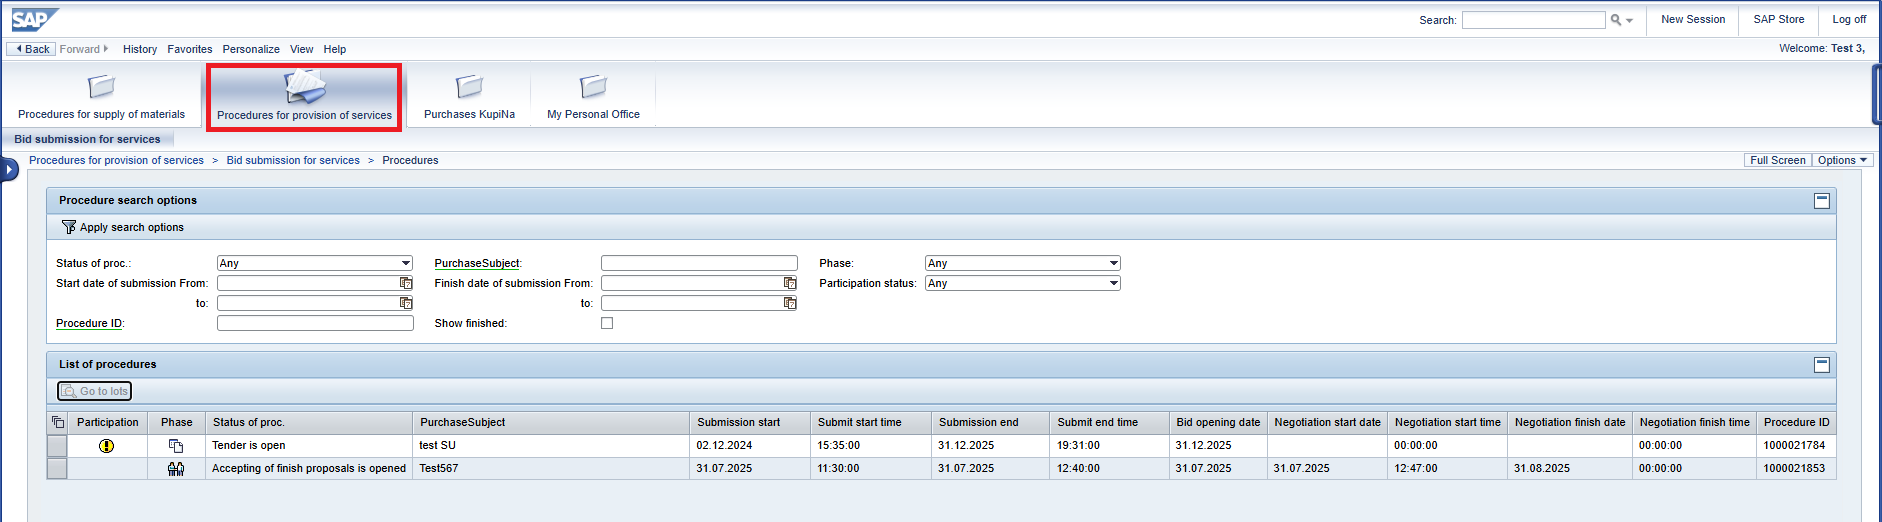 SAP
Search:
New Session
SAP Store
Log off
Back Forward History Favorites Personalize View Help
Welcome: Test 3,
Procedures for supply of materials
Procedures for provision of services
Purchases KupiNa
My Personal Office
Bid submission for services
Procedures for provision of services > Bid submission for services > Procedures
Full Screen Options
Procedure search options
Apply search options
Status of proc.: Any PurchaseSubject: Phase: Any
Start date of submission From: Finish date of submission From: Participation status: Any
to: to:
Procedure ID: Show finished:
List of procedures
Go to lots
Participation Phase Status of proc. PurchaseSubject Submission start Submit start time Submission end Submit end time Bid opening date Negotiation start date Negotiation start time Negotiation finish date Negotiation finish time Procedure ID
Tender is open test SU 02.12.2024 15:35:00 31.12.2025 19:31:00 31.12.2025 00:00:00 00:00:00 1000021784
Accepting of finish proposals is opened Test567 31.07.2025 11:30:00 31.07.2025 12:40:00 31.07.2025 31.07.2025 12:47:00 31.08.2025 00:00:00 1000021853